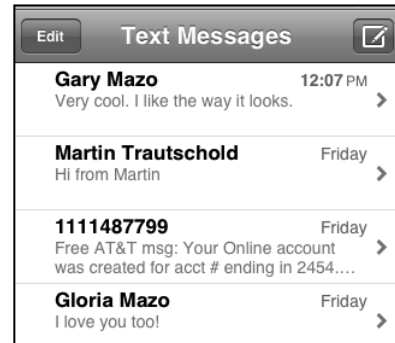 Edit Text Messages
Gary Mazo 12:07 PM
Very cool. I like the way it looks.
Martin Trautschold Friday
Hi from Martin
1111487799 Friday
Free AT&T msg: Your Online account
was created for acct # ending in 2454....
Gloria Mazo Friday
I love you too!